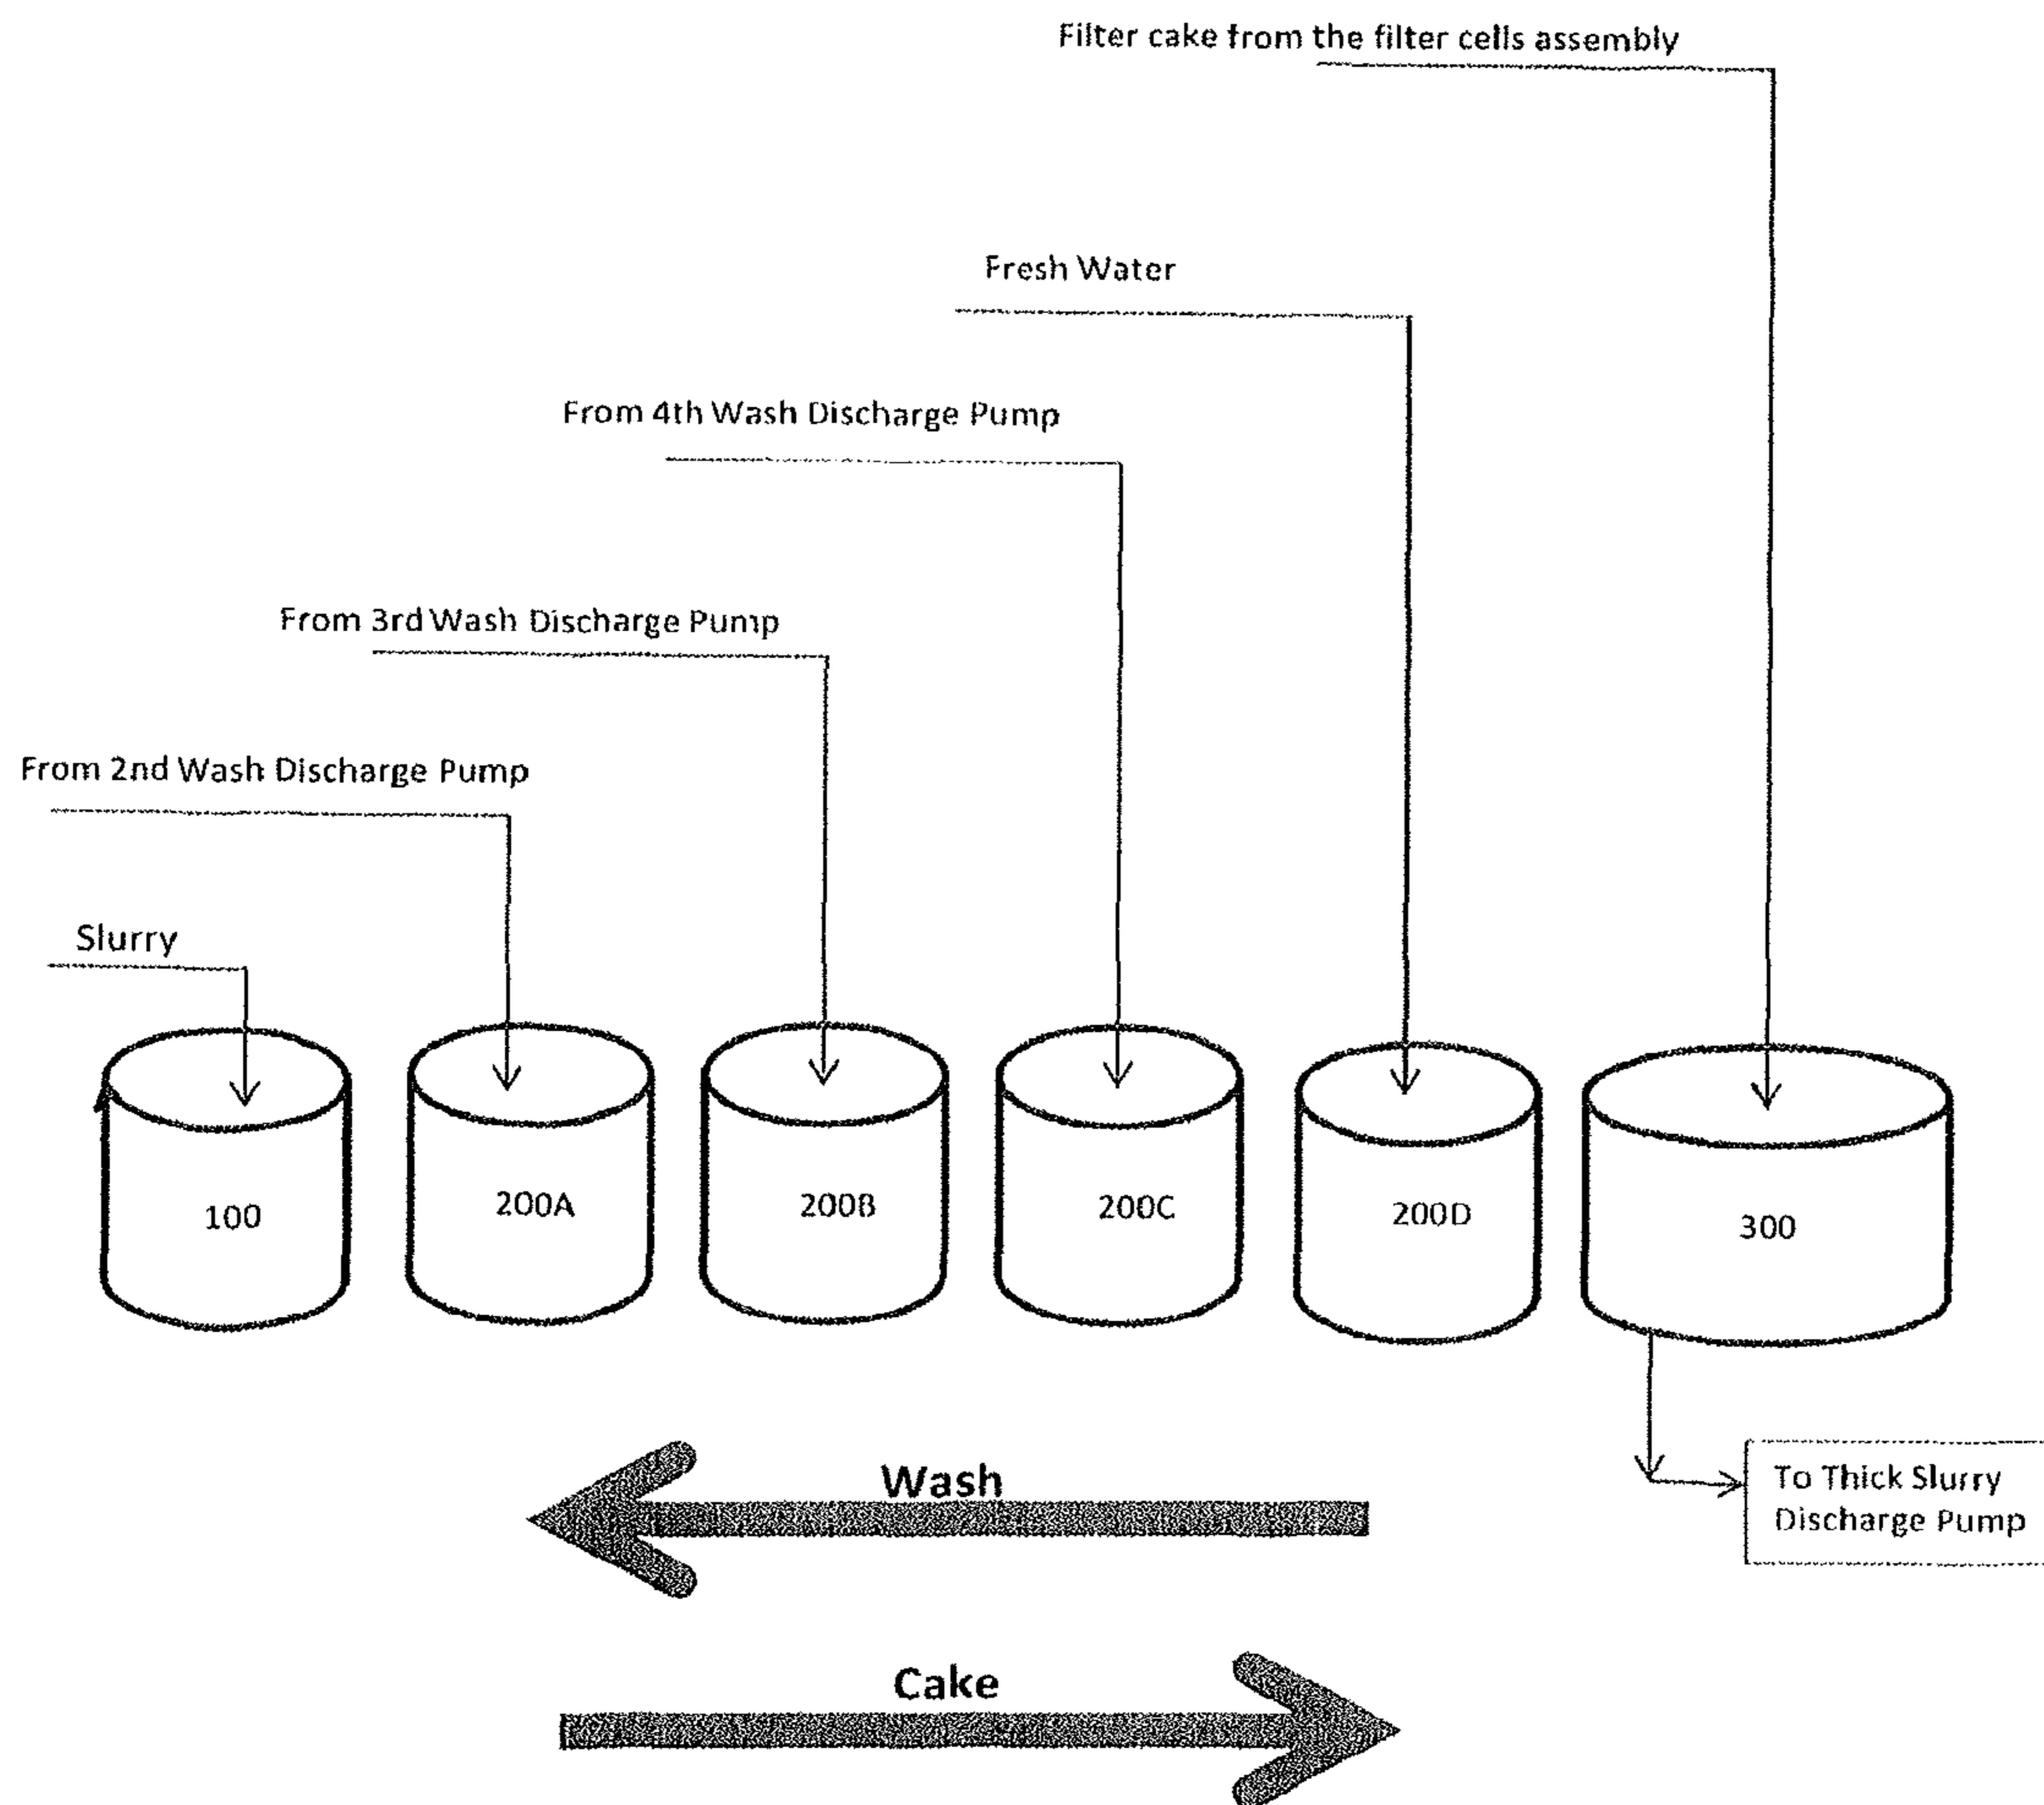 Filter cake from the filter cells assembly
Fresh Water
From 4th Wash Discharge Pump
From 3rd Wash Discharge Pump
From 2nd Wash Discharge Pump
Slurry
100
200A
200B
200C
200D
300
Wash
To Thick Slurry
Discharge Pump
Cake